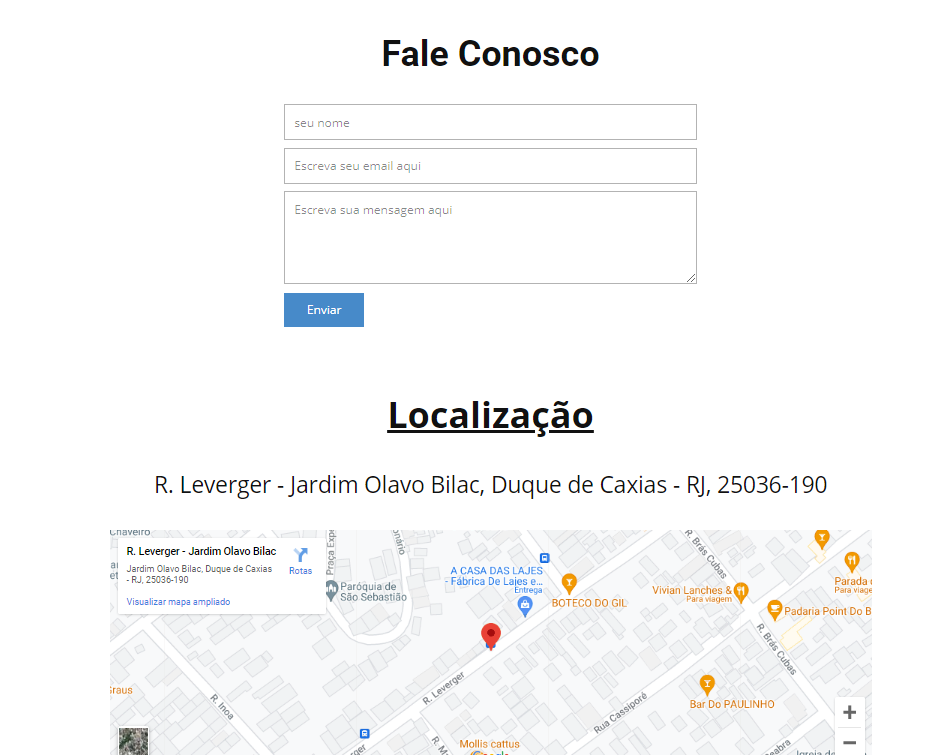 Fale Conosco
seu nome
Escreva seu email aqui
Escreva sua mensagem aqui
Enviar
Localização
R. Leverger - Jardim Olavo Bilac, Duque de Caxias - RJ, 25036-190
Chaveiro
R. Leverger - Jardim Olavo Bilac
Jardim Olavo Bilac, Duque de Caxias
- RJ, 25036-190
Rotas
Visualizar mapa ampliado
Praça Exp
onário
Paróquia de
São Sebastião
A CASA DAS LAJES
- Fábrica De Lajes e...
Entrega
BOTECO DO GIL
R. Brás Cubas
Vivian Lanches &
Para viagem
Parada
Para viage
Padaria Point Do B
R. Brás Cubas
R. Leverger
R. Inoa
Rua Cassiporé
Bar Do PAULINHO
Mollis cattus
+
−